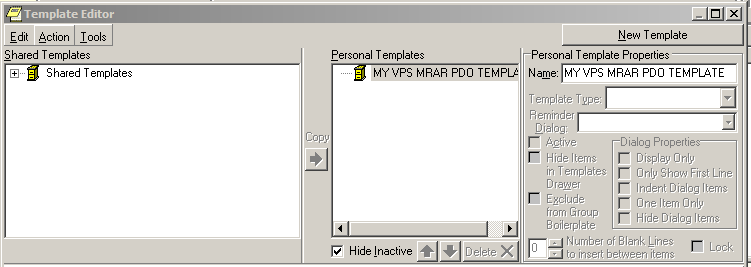 Template Editor
Edit Action Tools
New Template
Shared Templates
Shared Templates
Copy
Personal Templates
MY VPS MRAR PDO TEMPLA
Hide Inactive
Delete
Personal Template Properties
Name: MY VPS MRAR PDO TEMPLATE
Template Type:
Reminder
Dialog:
Active
Hide Items
in Templates
Drawer
Exclude
from Group
Boilerplate
Dialog Properties
Display Only
Only Show First Line
Indent Dialog Items
One Item Only
Hide Dialog Items
0 Number of Blank Lines
to insert between items
Lock